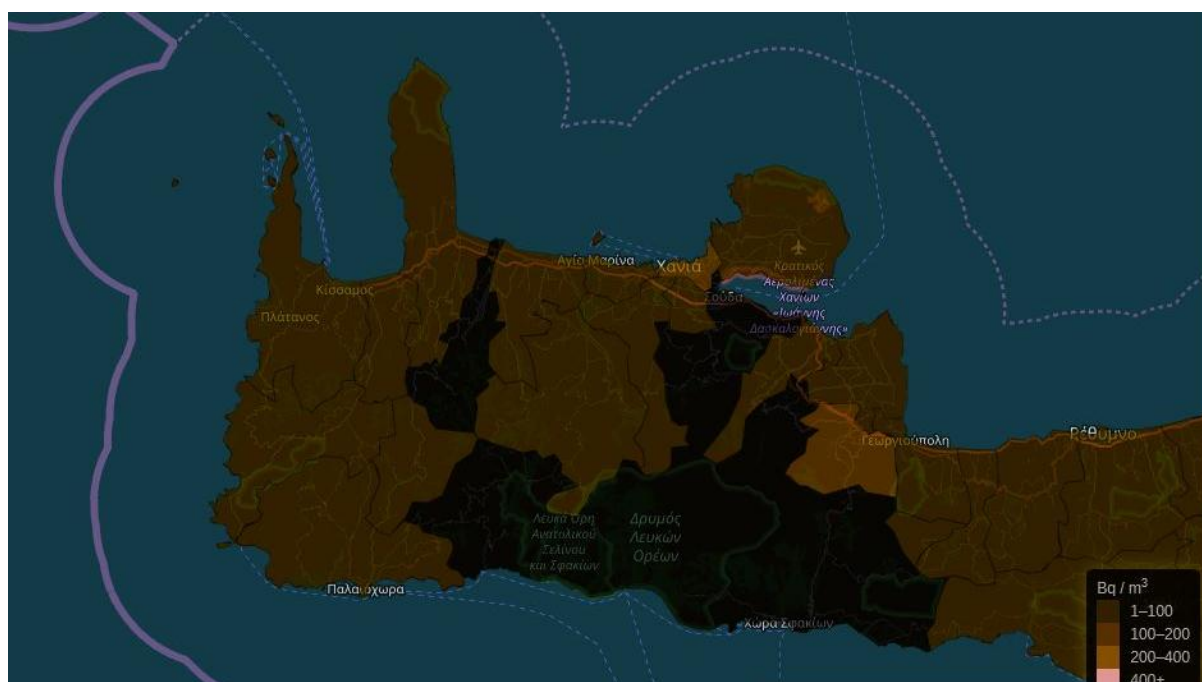 Αγία Μαρίνα
Χανιά
Κρατικός
Αερολιμένας
Χανίων
«Ιωάννης
Δασκαλογιάννης»
Σούδα
Κίσσαμος
Πλάτανος
Γεωργιούπολη
Ρέθυμνο
Λευκά Όρη
Ανατολικού
Σελίνου
και Σφακίων
Δρυμός
Λευκών
Ορέων
Παλαιόχωρα
Χώρα Σφακίων
Bq / m³
1–100
100–200
200–400
400+